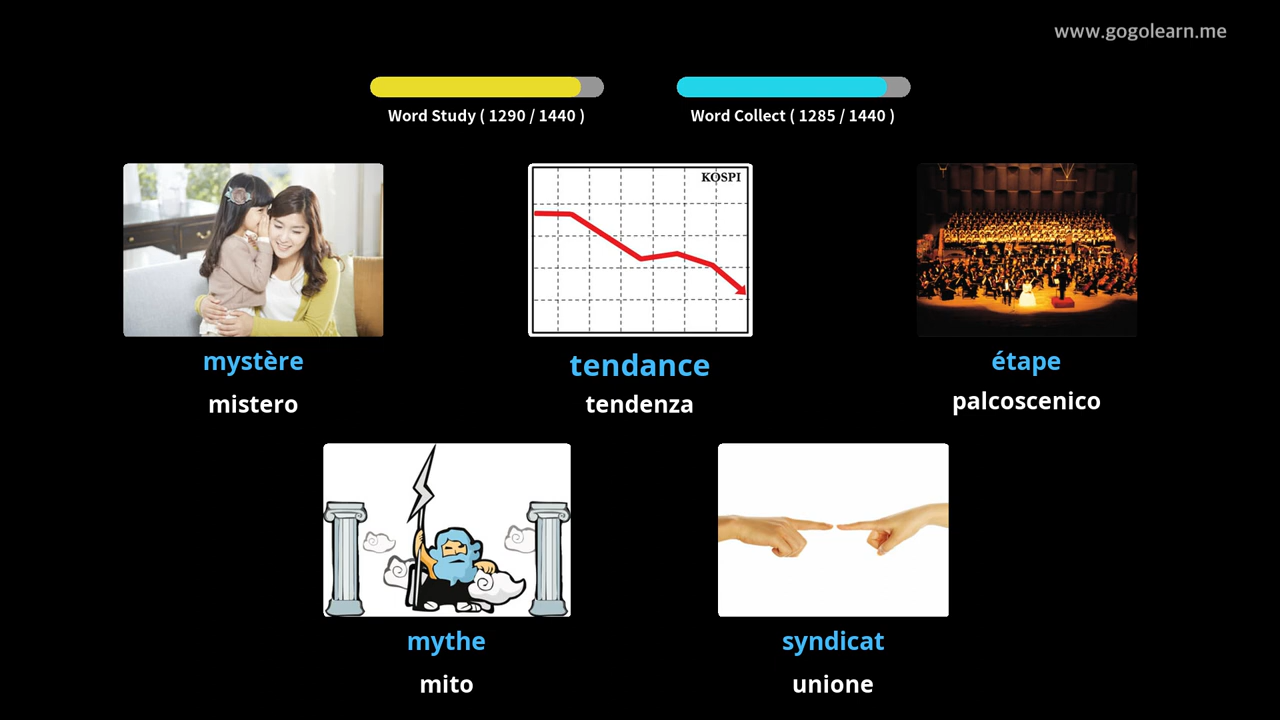 www.gogolearn.me
Word Study ( 1290 / 1440 )
Word Collect ( 1285 / 1440 )
KOSPI
mystère
mistero
tendance
tendenza
étape
palcoscenico
mythe
mito
syndicat
unione